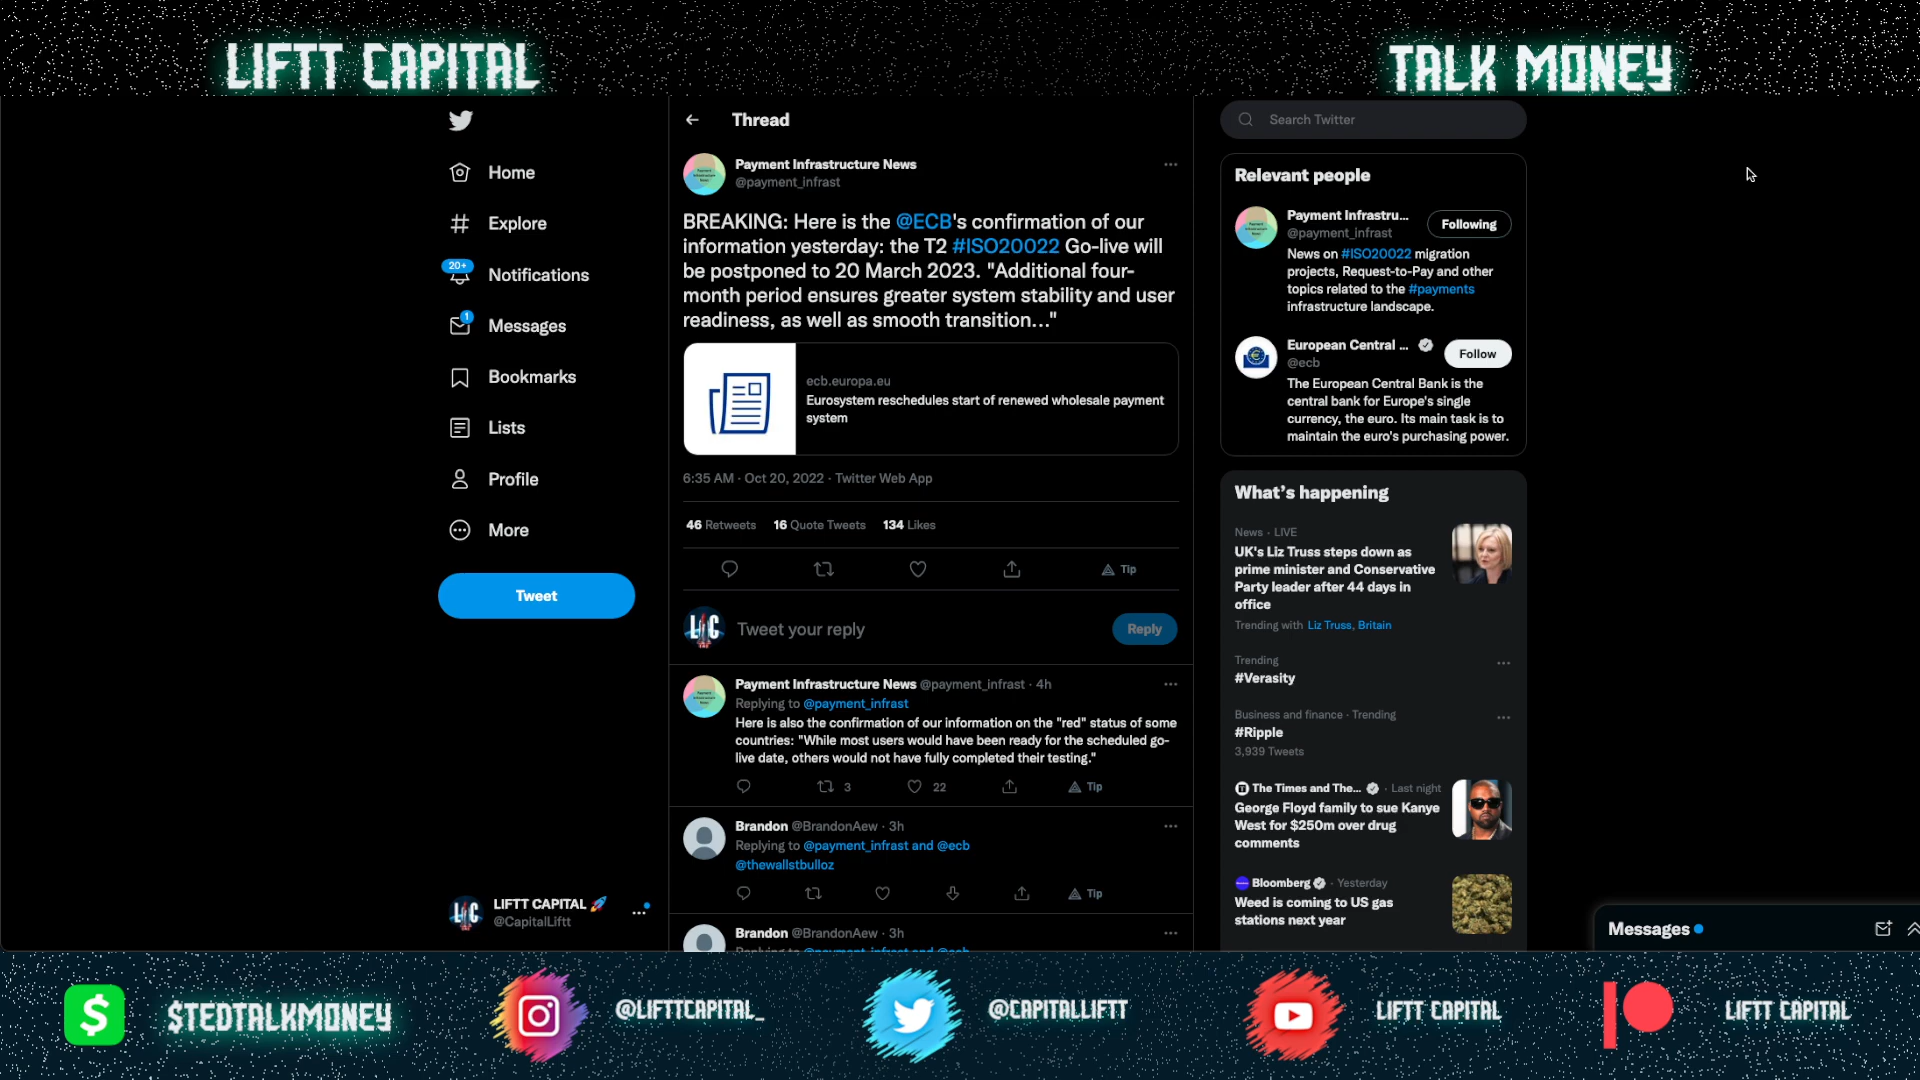 LIFTT CAPITAL
TALK MONEY
Home
Explore
20+
Notifications
1
Messages
Bookmarks
Lists
Profile
More
Tweet
LIFTT CAPITAL 🚀
@CapitalLiftt
Thread
Payment Infrastructure News
@payment_infrast
BREAKING: Here is the @ECB's confirmation of our
information yesterday: the T2 #ISO20022 Go-live will
be postponed to 20 March 2023. "Additional four-
month period ensures greater system stability and user
readiness, as well as smooth transition..."
ecb.europa.eu
Eurosystem reschedules start of renewed wholesale payment
system
6:35 AM · Oct 20, 2022 · Twitter Web App
46 Retweets 16 Quote Tweets 134 Likes
Tip
Tweet your reply
Reply
Payment Infrastructure News @payment_infrast · 4h
Replying to @payment_infrast
Here is also the confirmation of our information on the "red" status of some
countries: "While most users would have been ready for the scheduled go-
live date, others would not have fully completed their testing."
3 22 Tip
Brandon @BrandonAew · 3h
Replying to @payment_infrast and @ecb
@thewallstbulloz
Tip
Brandon @BrandonAew · 3h
Replying to @payment_infrast and @ecb
Search Twitter
Relevant people
Payment Infrastru...
@payment_infrast
Following
News on #ISO20022 migration
projects, Request-to-Pay and other
topics related to the #payments
infrastructure landscape.
European Central ...
@ecb
Follow
The European Central Bank is the
central bank for Europe's single
currency, the euro. Its main task is to
maintain the euro's purchasing power.
What's happening
News · LIVE
UK's Liz Truss steps down as
prime minister and Conservative
Party leader after 44 days in
office
Trending with Liz Truss, Britain
Trending
#Verasity
Business and finance · Trending
#Ripple
3,939 Tweets
The Times and The... · Last night
George Floyd family to sue Kanye
West for $250m over drug
comments
Bloomberg · Yesterday
Weed is coming to US gas
stations next year
Messages
$TEDTALKMONEY
@LIFTTCAPITAL_
@CAPITALLIFTT
LIFTT CAPITAL
LIFTT CAPITAL